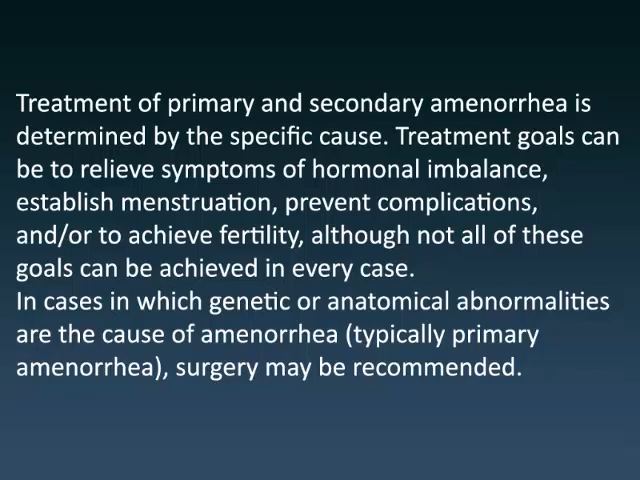 Treatment of primary and secondary amenorrhea is
determined by the specific cause. Treatment goals can
be to relieve symptoms of hormonal imbalance,
establish menstruation, prevent complications,
and/or to achieve fertility, although not all of these
goals can be achieved in every case.
In cases in which genetic or anatomical abnormalities
are the cause of amenorrhea (typically primary
amenorrhea), surgery may be recommended.